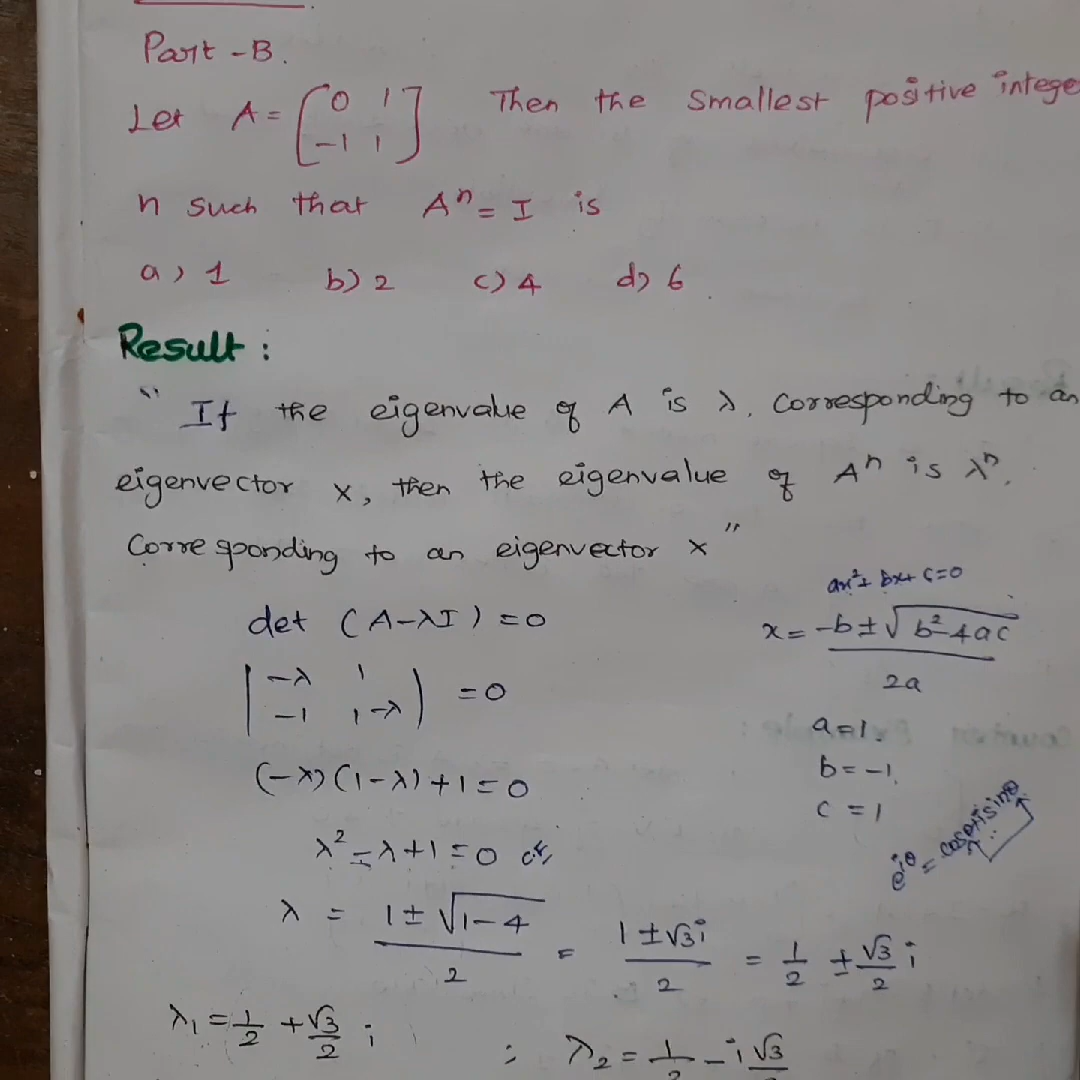 Part - B.
Let A = [0 1; -1 1] Then the smallest positive intege
n such that Aⁿ = I is
a) 1 b) 2 c) 4 d) 6.
Result :
" If the eigenvalue of A is λ, corresponding to an
eigenvector x, then the eigenvalue of Aⁿ is λⁿ,
Corresponding to an eigenvector x "
ax² + bx + c = 0
x = (-b ± √(b² - 4ac)) / 2a
a = 1.
b = -1.
c = 1
e^{iθ} = cosθ + i sinθ
det (A - λI) = 0
| -λ 1; -1 1-λ | = 0
(-λ)(1-λ) + 1 = 0
λ² - λ + 1 = 0
λ = (1 ± √(1-4)) / 2 = (1 ± √3 i) / 2 = 1/2 ± √3/2 i
λ₁ = 1/2 + √3/2 i ; λ₂ = 1/2 - i √3/2